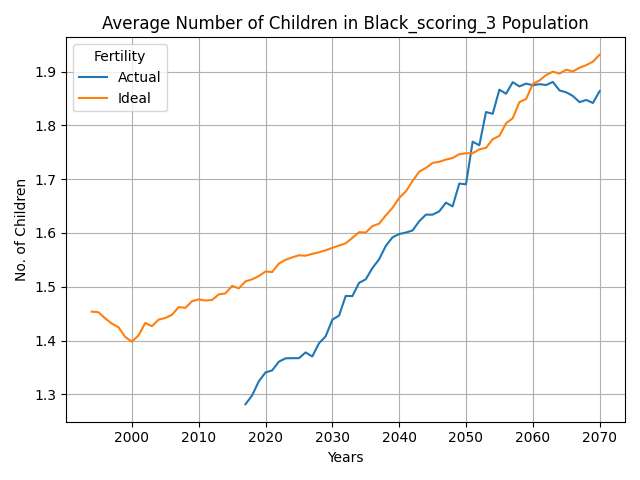 Average Number of Children in Black_scoring_3 Population
Fertility
Actual
Ideal
No. of Children
1.9
1.8
1.7
1.6
1.5
1.4
1.3
2000 2010 2020 2030 2040 2050 2060 2070
Years